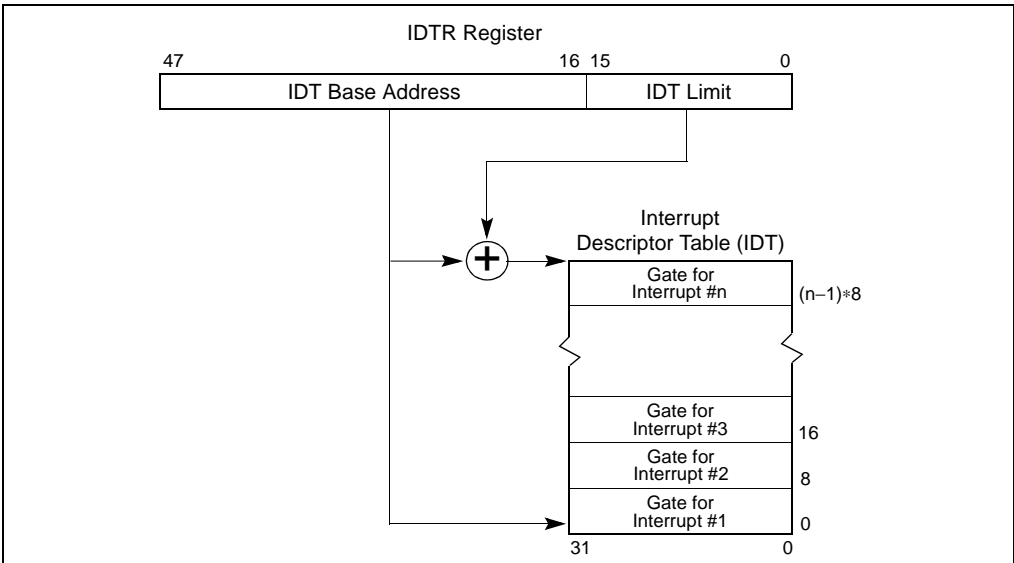 IDTR Register
47 16 15 0
IDT Base Address IDT Limit
+
Interrupt
Descriptor Table (IDT)
Gate for
Interrupt #n
(n−1)∗8
Gate for
Interrupt #3
16
Gate for
Interrupt #2
8
Gate for
Interrupt #1
0
31 0